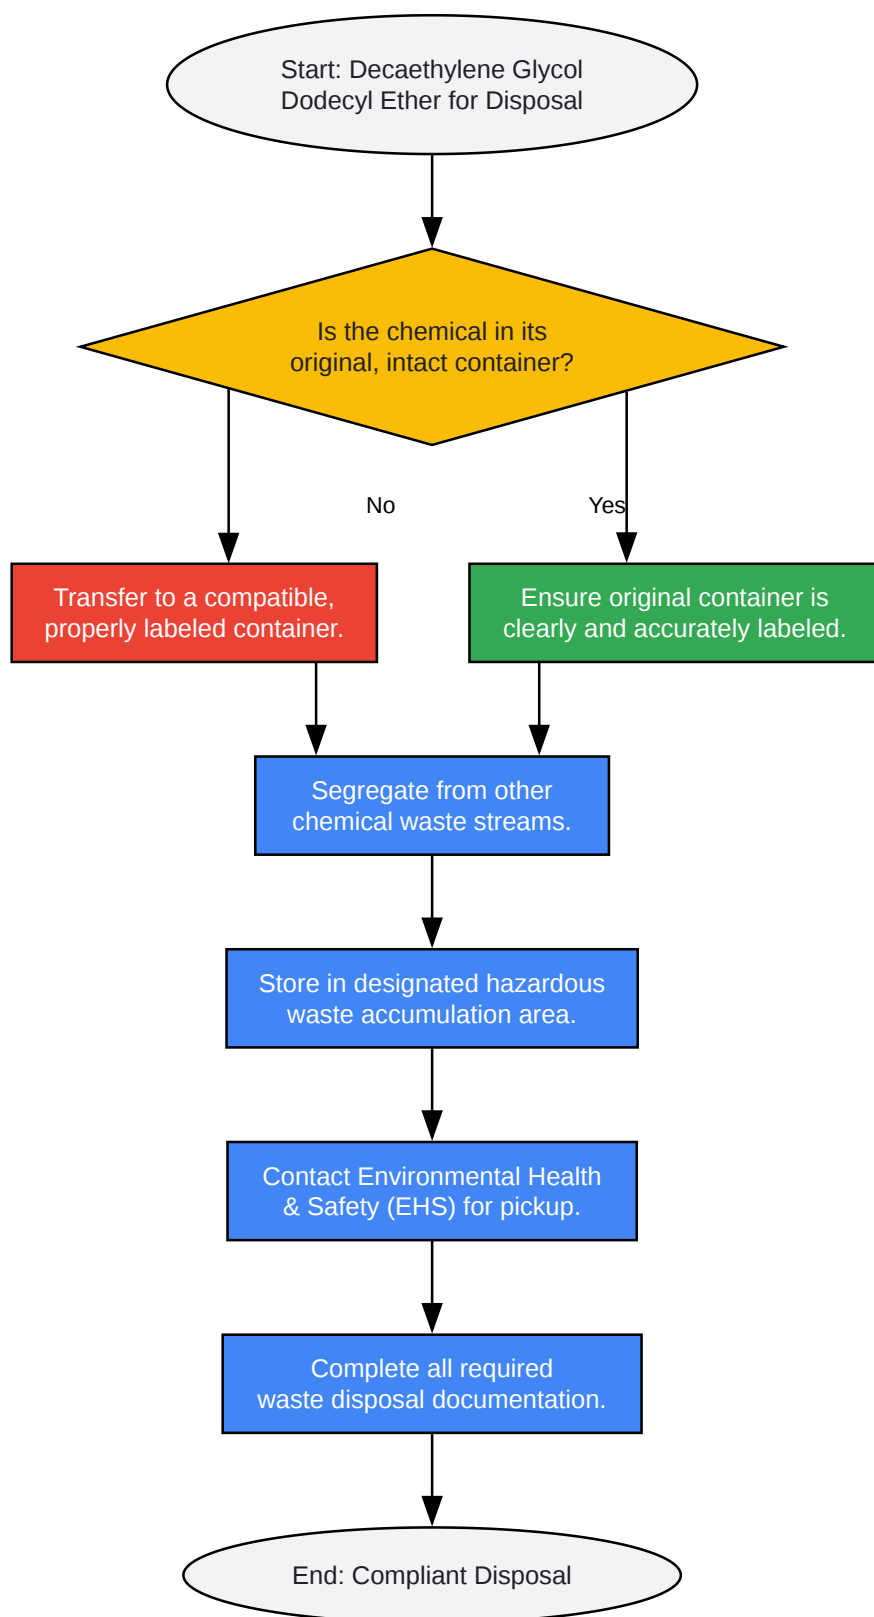 Start: Decaethylene Glycol
Dodecyl Ether for Disposal
Is the chemical in its
original, intact container?
No
Yes
Transfer to a compatible,
properly labeled container.
Ensure original container is
clearly and accurately labeled.
Segregate from other
chemical waste streams.
Store in designated hazardous
waste accumulation area.
Contact Environmental Health
& Safety (EHS) for pickup.
Complete all required
waste disposal documentation.
End: Compliant Disposal